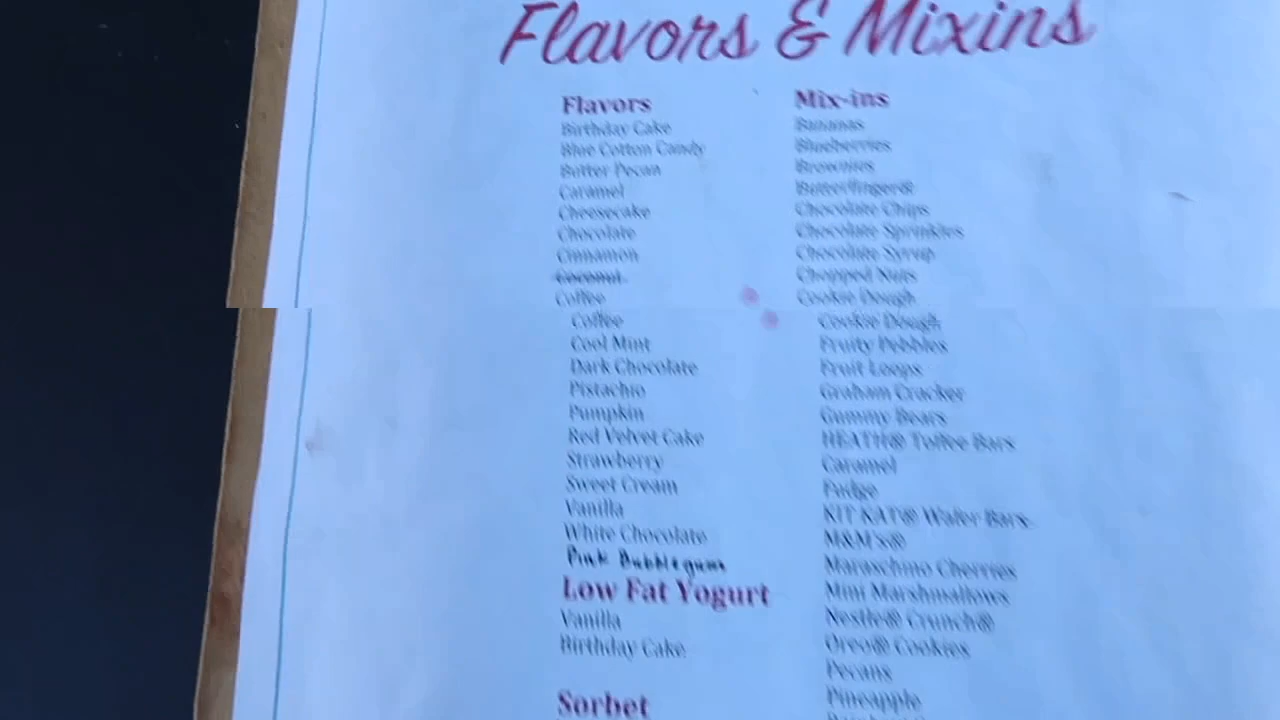 Flavors & Mixins
Flavors
Birthday Cake
Blue Cotton Candy
Butter Pecan
Caramel
Cheesecake
Chocolate
Cinnamon
Coconut
Coffee
Coffee
Cool Mint
Dark Chocolate
Pistachio
Pumpkin
Red Velvet Cake
Strawberry
Sweet Cream
Vanilla
White Chocolate
Pink Bubblegum
Low Fat Yogurt
Vanilla
Birthday Cake
Sorbet
Mix-ins
Bananas
Blueberries
Brownies
Butterfinger®
Chocolate Chips
Chocolate Sprinkles
Chocolate Syrup
Chopped Nuts
Cookie Dough
Cookie Dough
Fruity Pebbles
Fruit Loops
Graham Cracker
Gummy Bears
HEATH® Toffee Bars
Caramel
Fudge
KIT KAT® Wafer Bars
M&M's®
Maraschino Cherries
Mini Marshmallows
Nestle® Crunch®
Oreo® Cookies
Pecans
Pineapple